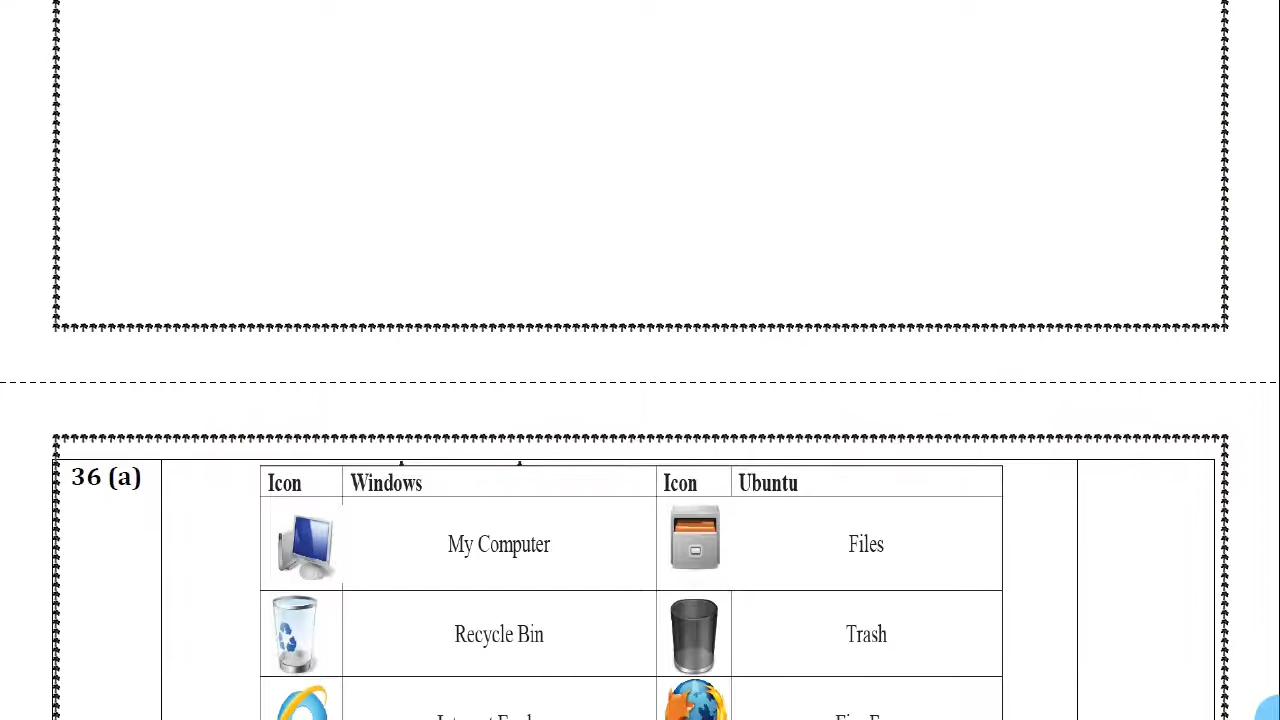 36 (a)
Icon Windows Icon Ubuntu
My Computer Files
Recycle Bin Trash